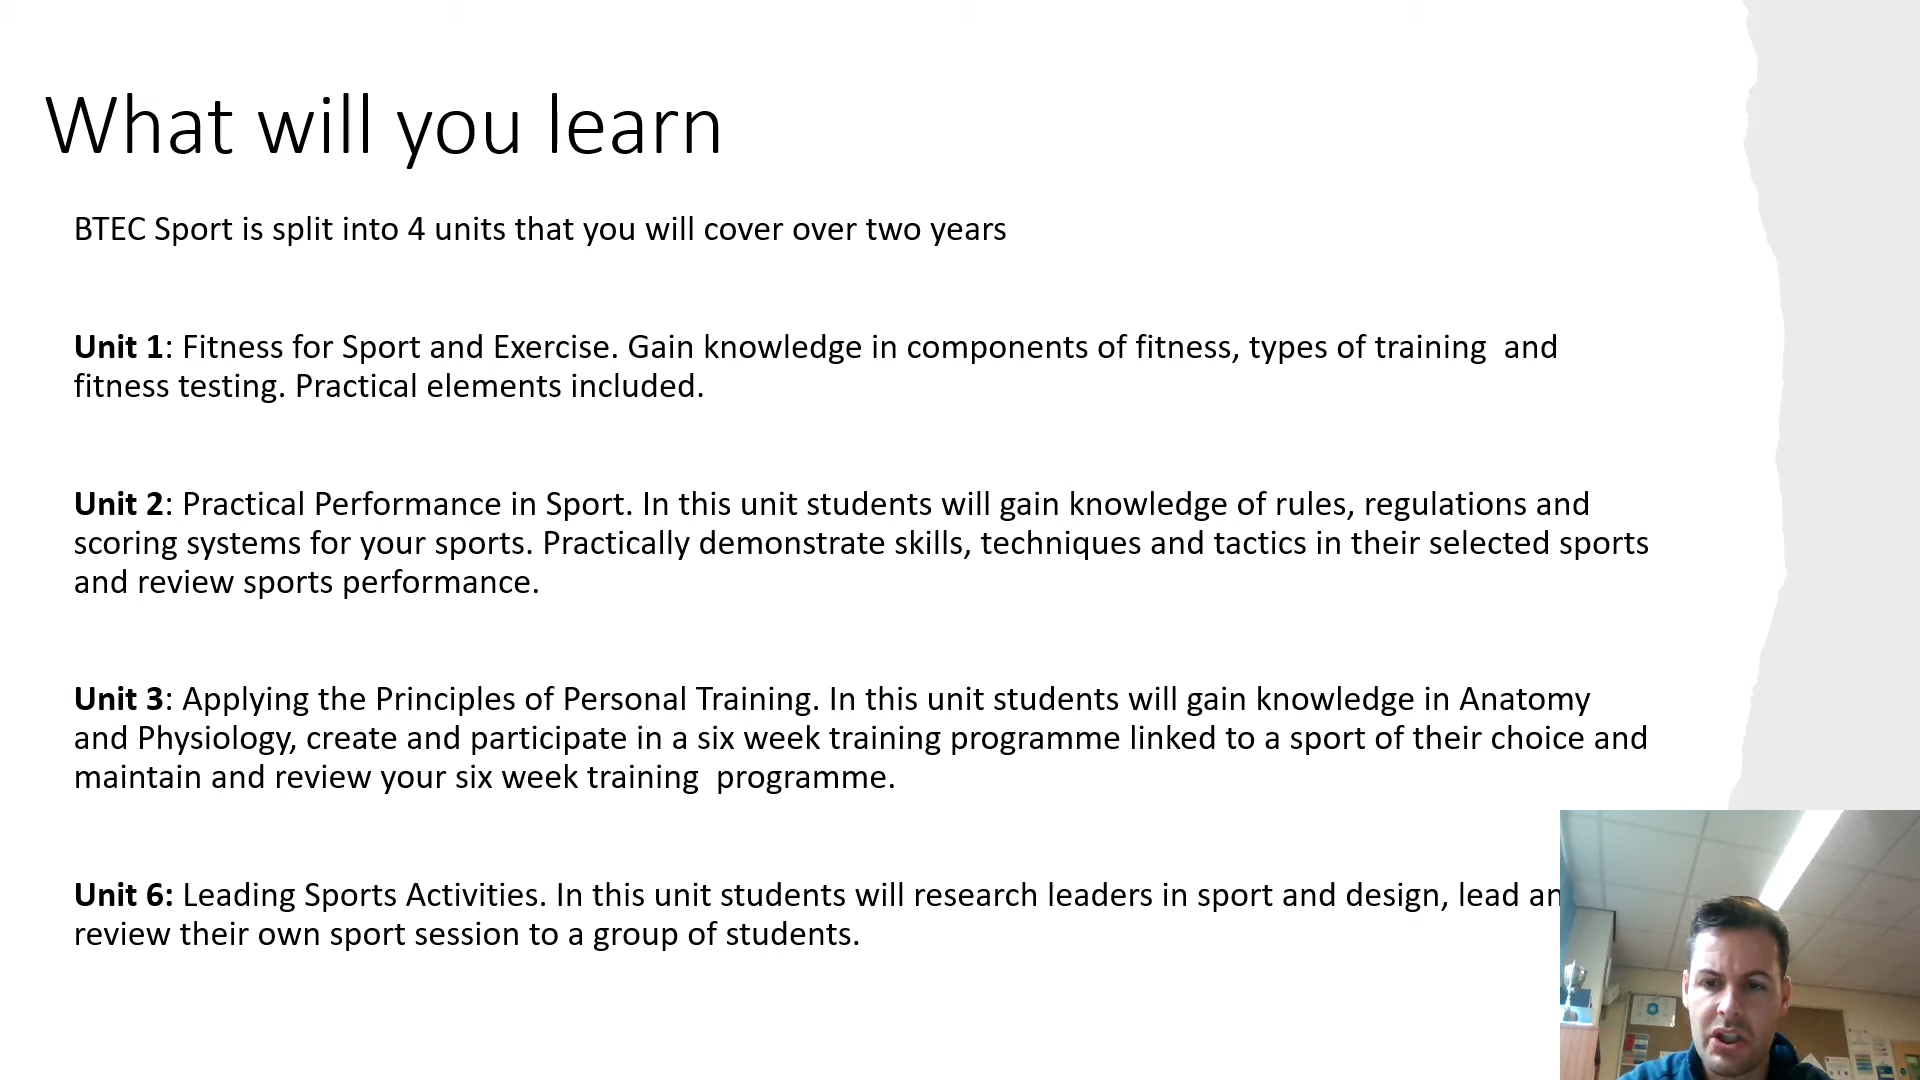 What will you learn
BTEC Sport is split into 4 units that you will cover over two years
Unit 1: Fitness for Sport and Exercise. Gain knowledge in components of fitness, types of training  and
fitness testing. Practical elements included.
Unit 2: Practical Performance in Sport. In this unit students will gain knowledge of rules, regulations and
scoring systems for your sports. Practically demonstrate skills, techniques and tactics in their selected sports
and review sports performance.
Unit 3: Applying the Principles of Personal Training. In this unit students will gain knowledge in Anatomy
and Physiology, create and participate in a six week training programme linked to a sport of their choice and
maintain and review your six week training  programme.
Unit 6: Leading Sports Activities. In this unit students will research leaders in sport and design, lead an
review their own sport session to a group of students.